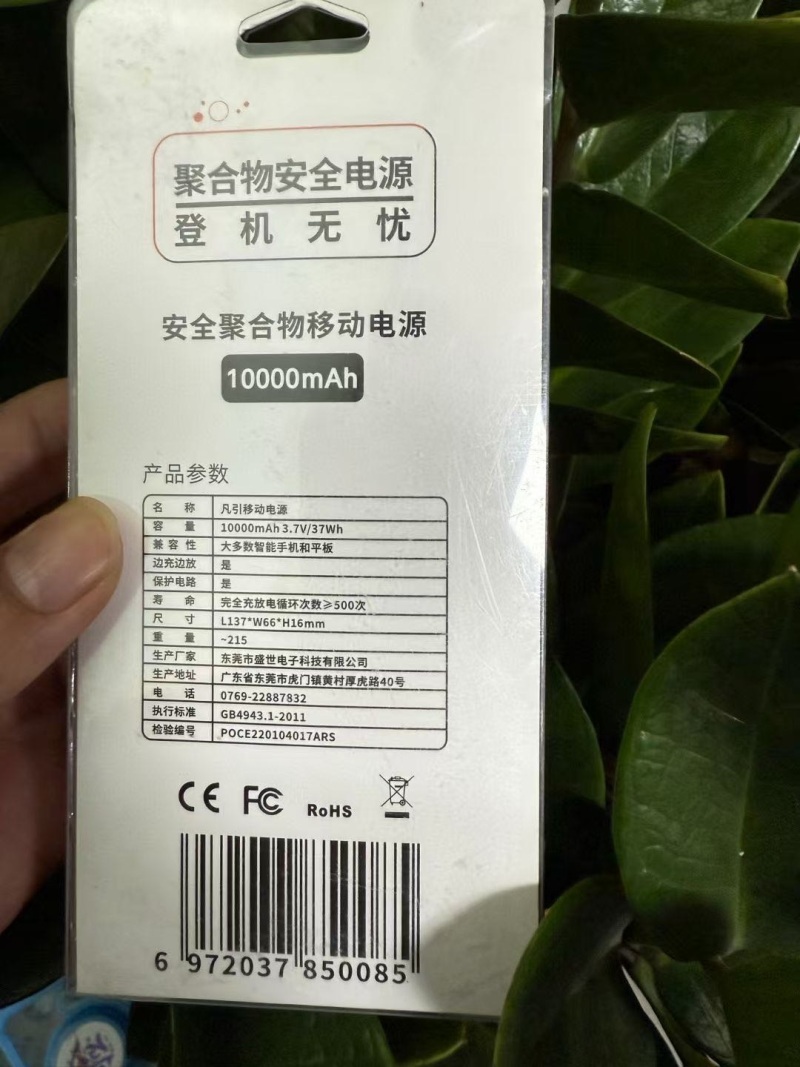 聚合物安全电源
登机无忧
安全聚合物移动电源
10000mAh
产品参数
名称 凡引移动电源
容量 10000mAh 3.7V/37Wh
兼容性 大多数智能手机和平板
边充边放 是
保护电路 是
寿命 完全充放电循环次数≥500次
尺寸 L137*W66*H16mm
重量 ~215
生产厂家 东莞市盛世电子科技有限公司
生产地址 广东省东莞市虎门镇黄村厚虎路40号
电话 0769-22887832
执行标准 GB4943.1-2011
检验编号 POCE220104017ARS
CE FC RoHS
6 972037 850085